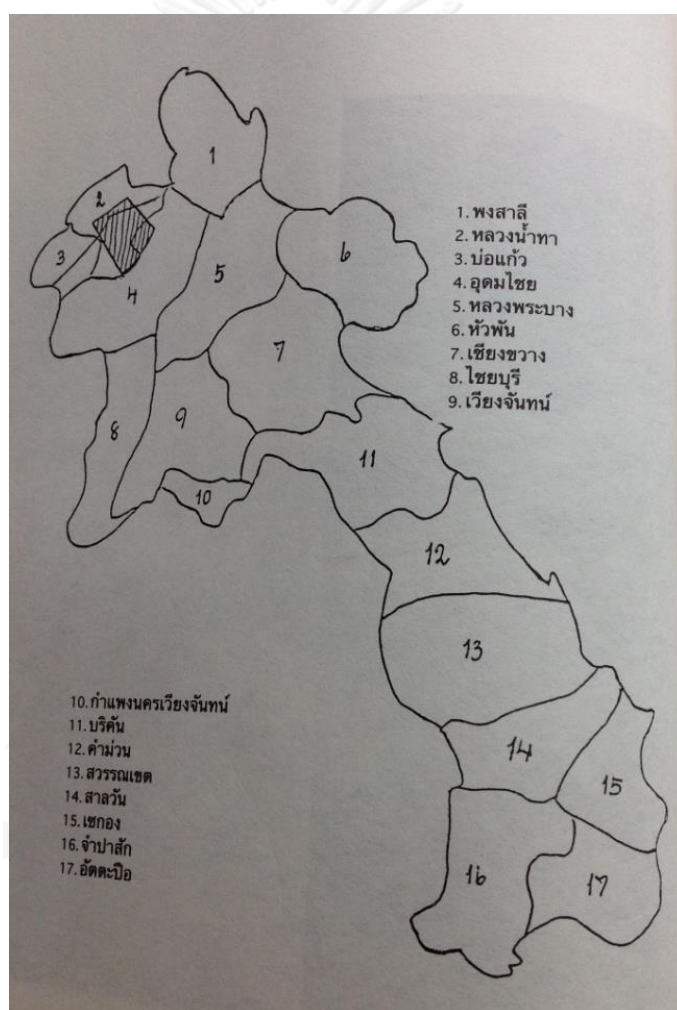 1
2
3
4
5
6
7
8
9
10
11
12
13
14
15
16
17
1. พงสาลี
2. หลวงน้ำทา
3. บ่อแก้ว
4. อุดมไชย
5. หลวงพระบาง
6. หัวพัน
7. เชียงขวาง
8. ไชยบุรี
9. เวียงจันทน์
10. กำแพงนครเวียงจันทน์
11. บริคัน
12. คำม่วน
13. สวรรณเขต
14. สาลวัน
15. เซกอง
16. จำปาสัก
17. อัตตะปือ